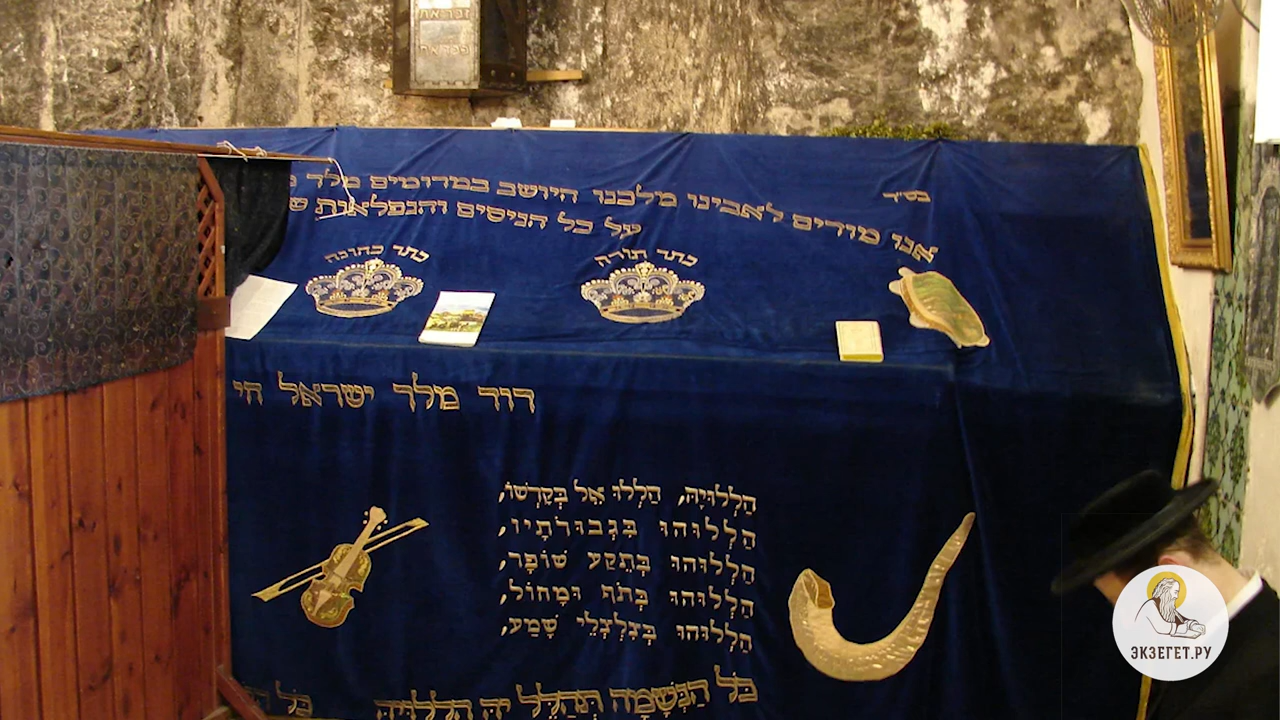 בס״ד
אנו מודים לאבינו מלכנו היושב במרומים מלך
על כל הניסים והנפלאות
כתר תורה
כתר כהונה
דוד מלך ישראל חי
הַלְלוּיָהּ, הַלְלוּ אֵל בְּקָדְשׁוֹ,
הַלְלוּהוּ בִּגְבוּרֹתָיו,
הַלְלוּהוּ בְּתֵקַע שׁוֹפָר,
הַלְלוּהוּ בְּתֹף וּמָחוֹל,
הַלְלוּהוּ בְּצִלְצְלֵי שָׁמַע,
כֹּל הַנְּשָׁמָה תְּהַלֵּל יָהּ הַלְלוּיָהּ כֹּל
ЭКЗЕГЕТ.РУ